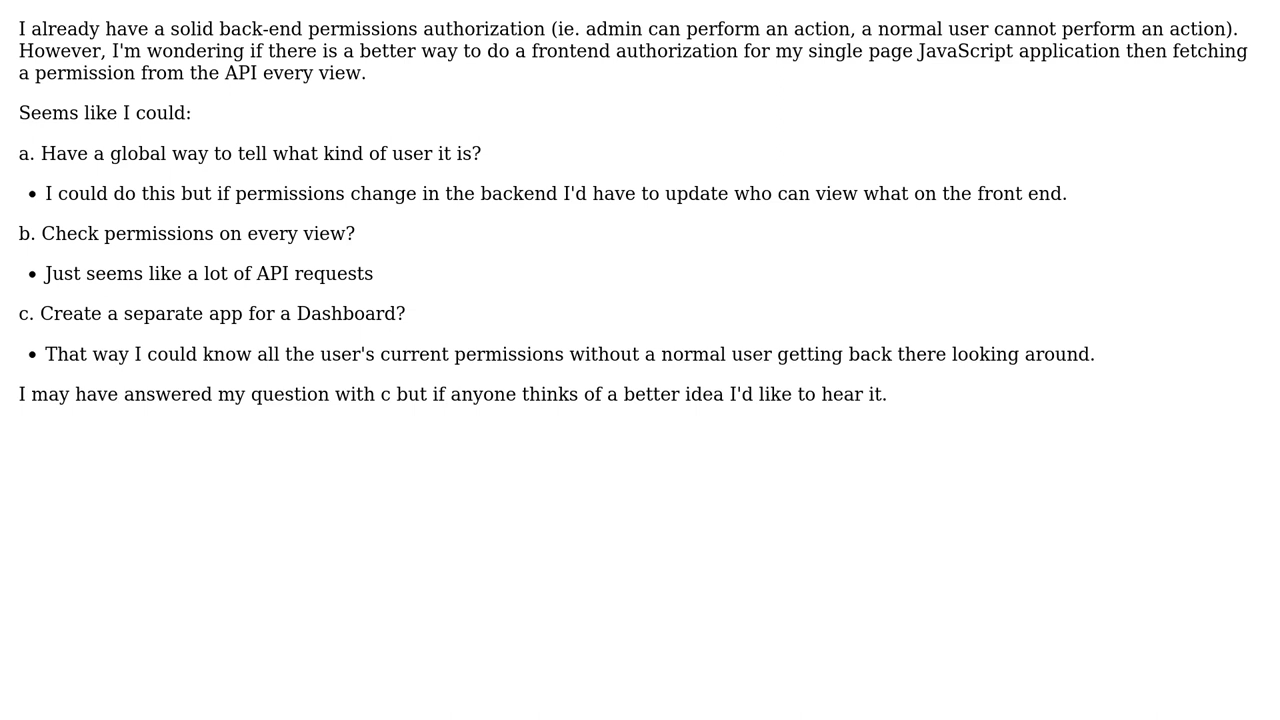 I already have a solid back-end permissions authorization (ie. admin can perform an action, a normal user cannot perform an action).
However, I'm wondering if there is a better way to do a frontend authorization for my single page JavaScript application then fetching
a permission from the API every view.
Seems like I could:
a. Have a global way to tell what kind of user it is?
• I could do this but if permissions change in the backend I'd have to update who can view what on the front end.
b. Check permissions on every view?
• Just seems like a lot of API requests
c. Create a separate app for a Dashboard?
• That way I could know all the user's current permissions without a normal user getting back there looking around.
I may have answered my question with c but if anyone thinks of a better idea I'd like to hear it.